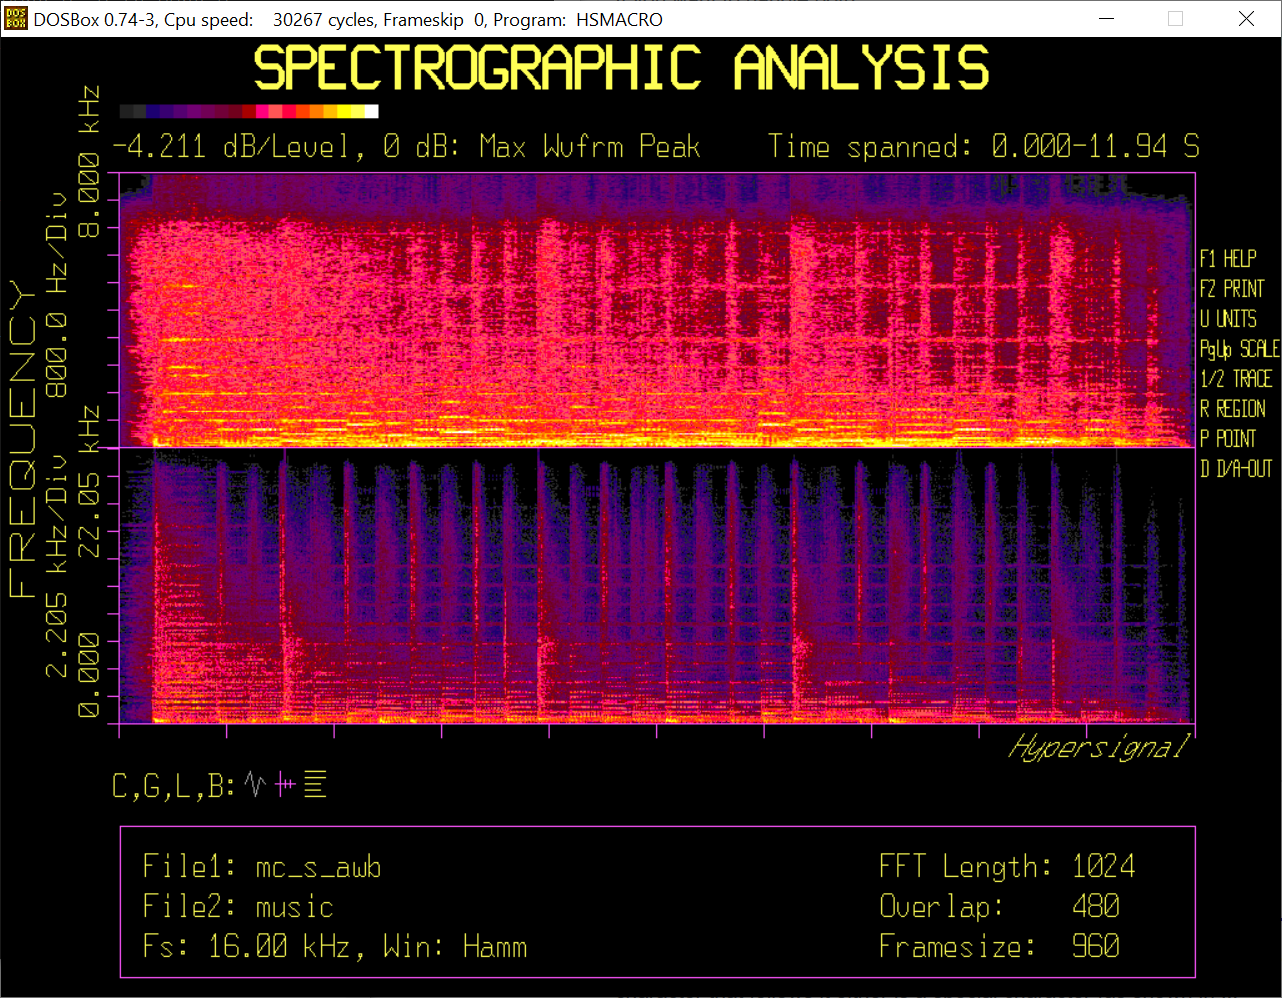 DOSBox 0.74-3, Cpu speed: 30267 cycles, Frameskip 0, Program: HSMACRO
SPECTROGRAPHIC ANALYSIS
-4.211 dB/Level, 0 dB: Max Wvfrm Peak
Time spanned: 0.000-11.94 S
FREQUENCY
800.0 Hz/Div
8.000 kHz
2.205 kHz/Div
0.000 22.05 kHz
F1 HELP
F2 PRINT
U UNITS
PgUp SCALE
1/2 TRACE
R REGION
P POINT
D D/A-OUT
Hypersignal
C,G,L,B:
File1: mc_s_awb
File2: music
Fs: 16.00 kHz, Win: Hamm
FFT Length: 1024
Overlap: 480
Framesize: 960